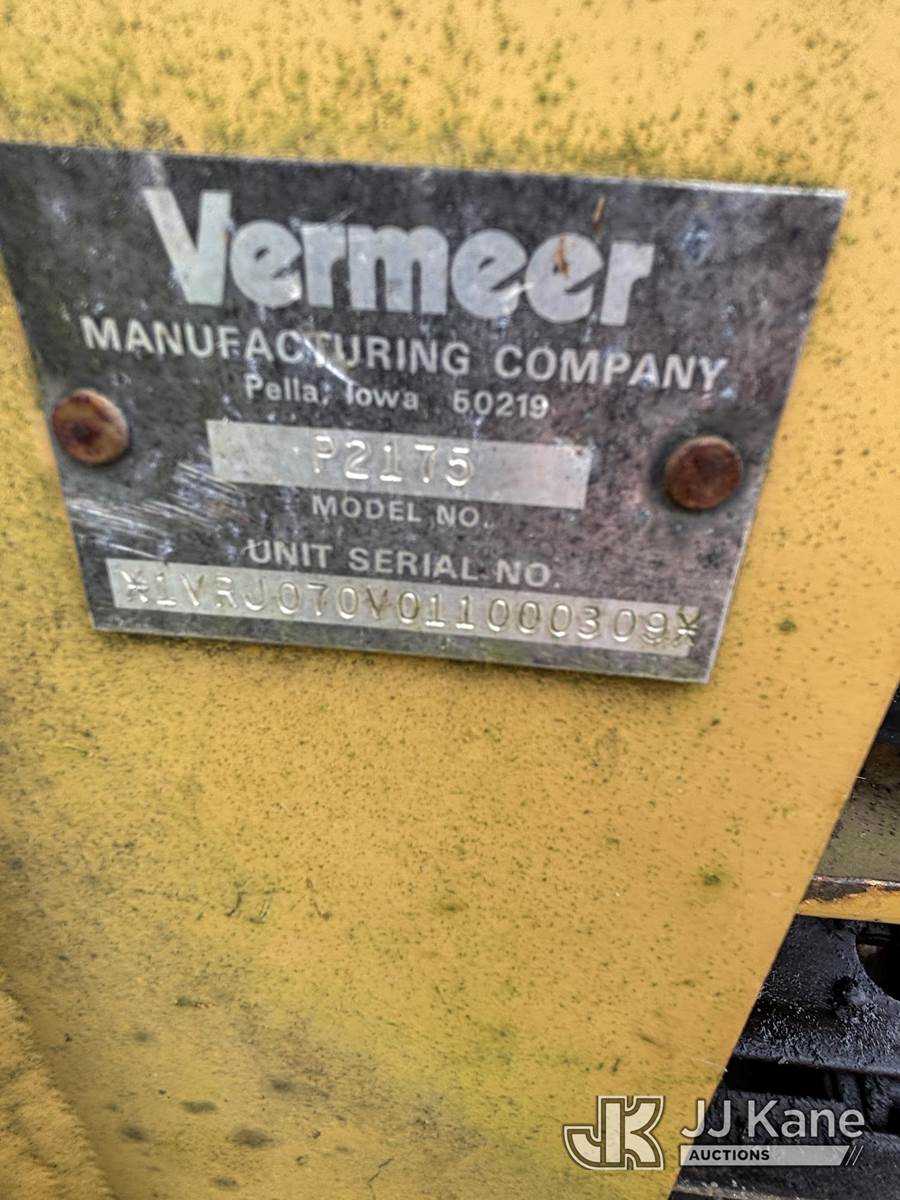 Vermeer
MANUFACTURING COMPANY
Pella, Iowa 50219
P2175
MODEL NO.
UNIT SERIAL NO.
*1VRJ070V011000309*
JK JJ Kane
AUCTIONS